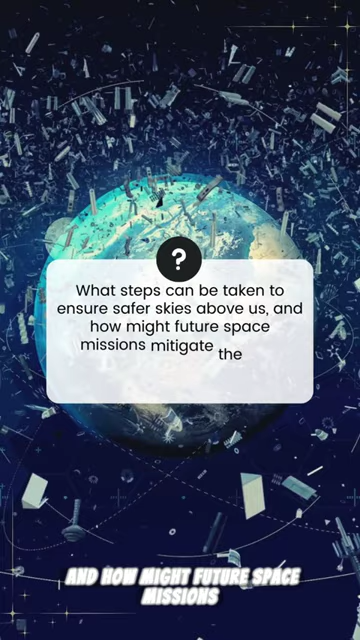 ?
What steps can be taken to
ensure safer skies above us, and
how might future space
missions mitigate the
AND HOW MIGHT FUTURE SPACE
MISSIONS